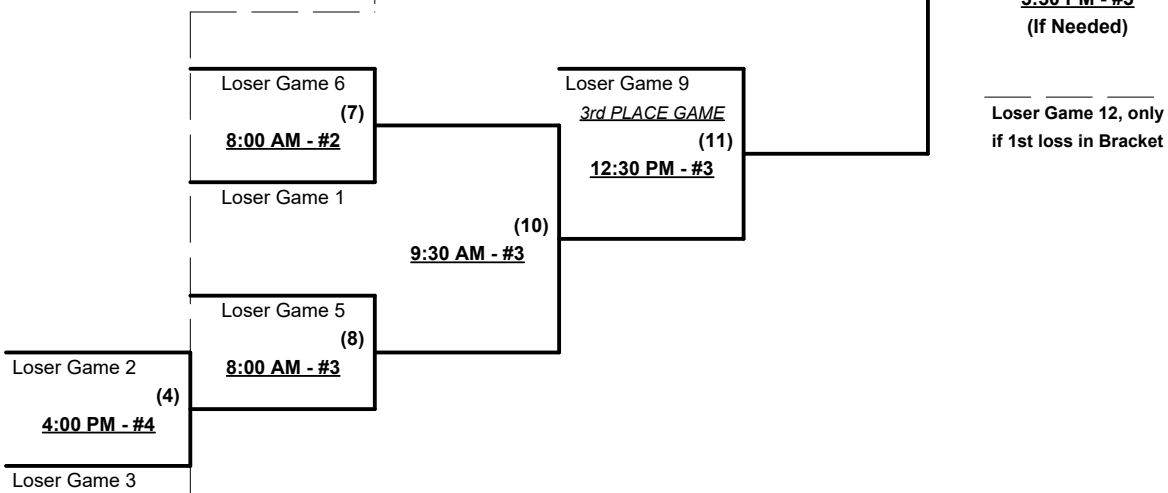 (If Needed)
Loser Game 6
(7)
8:00 AM - #2
Loser Game 1
Loser Game 9
3rd PLACE GAME
(11)
12:30 PM - #3
Loser Game 12, only
if 1st loss in Bracket
(10)
9:30 AM - #3
Loser Game 5
(8)
8:00 AM - #3
Loser Game 2
(4)
4:00 PM - #4
Loser Game 3